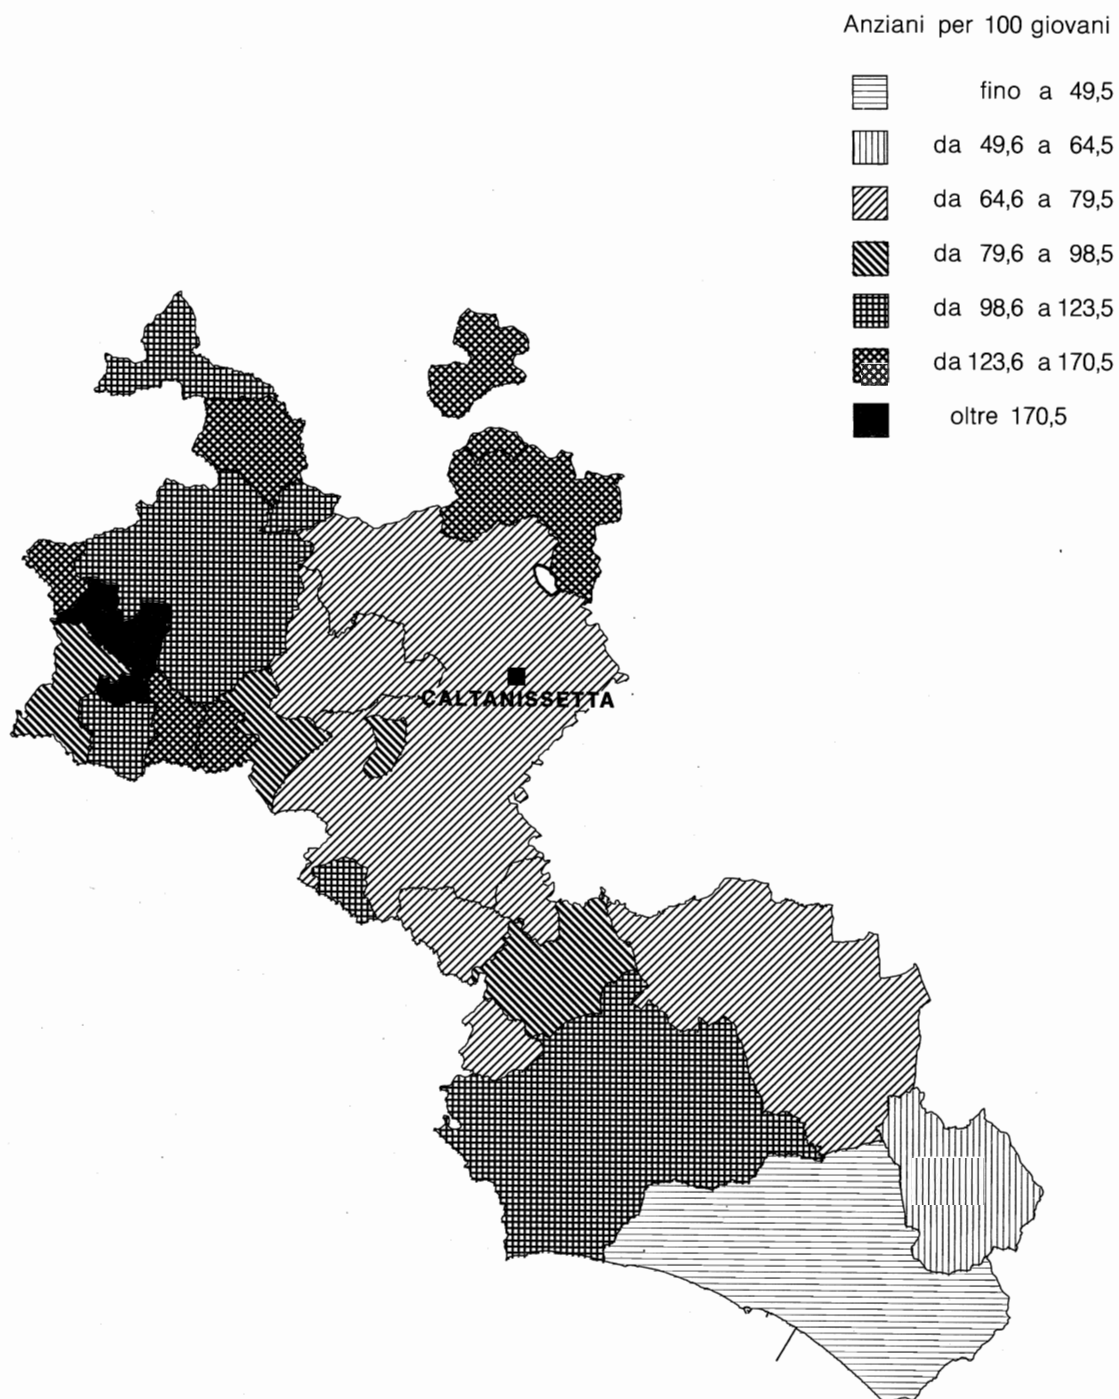 Anziani per 100 giovani
fino a 49,5
da 49,6 a 64,5
da 64,6 a 79,5
da 79,6 a 98,5
da 98,6 a 123,5
da 123,6 a 170,5
oltre 170,5
CALTANISSETTA